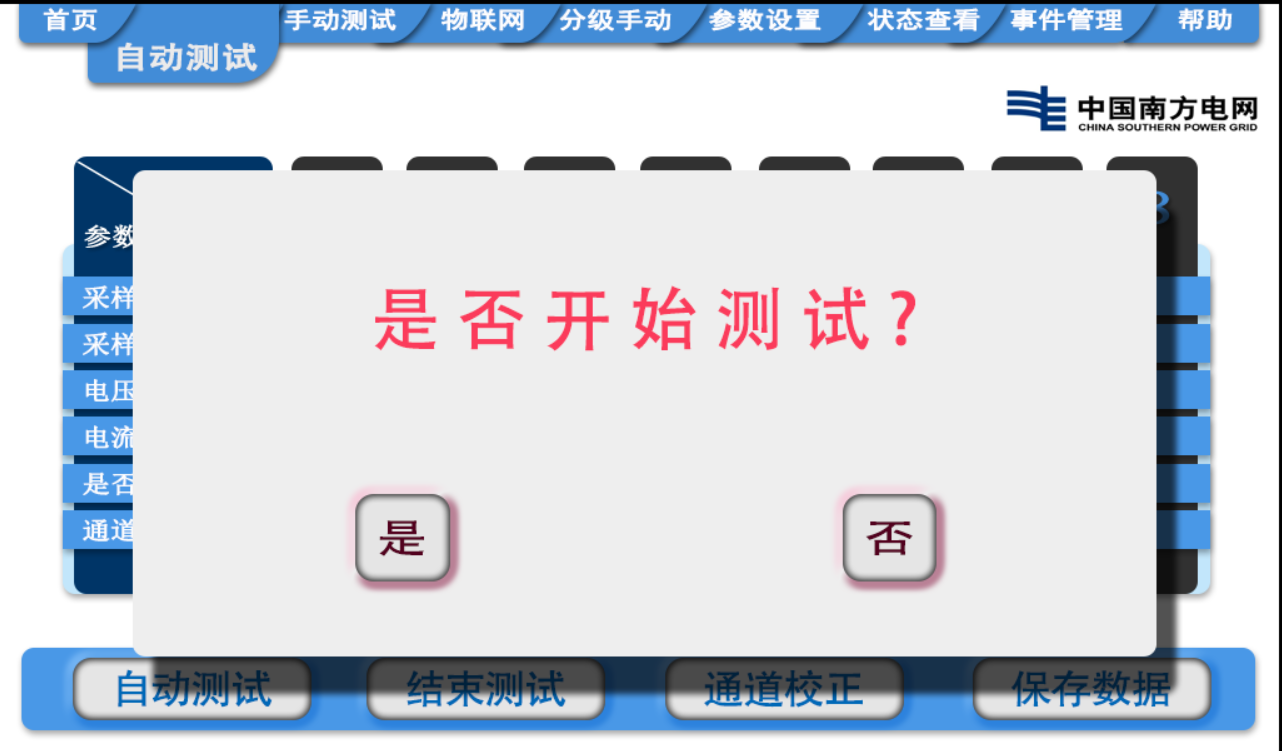 首页 手动测试 物联网 分级手动 参数设置 状态查看 事件管理 帮助
自动测试
中国南方电网
CHINA SOUTHERN POWER GRID
参数
采样
采样
电压
电流
是否
通道
是否开始测试?
是 否
自动测试 结束测试 通道校正 保存数据